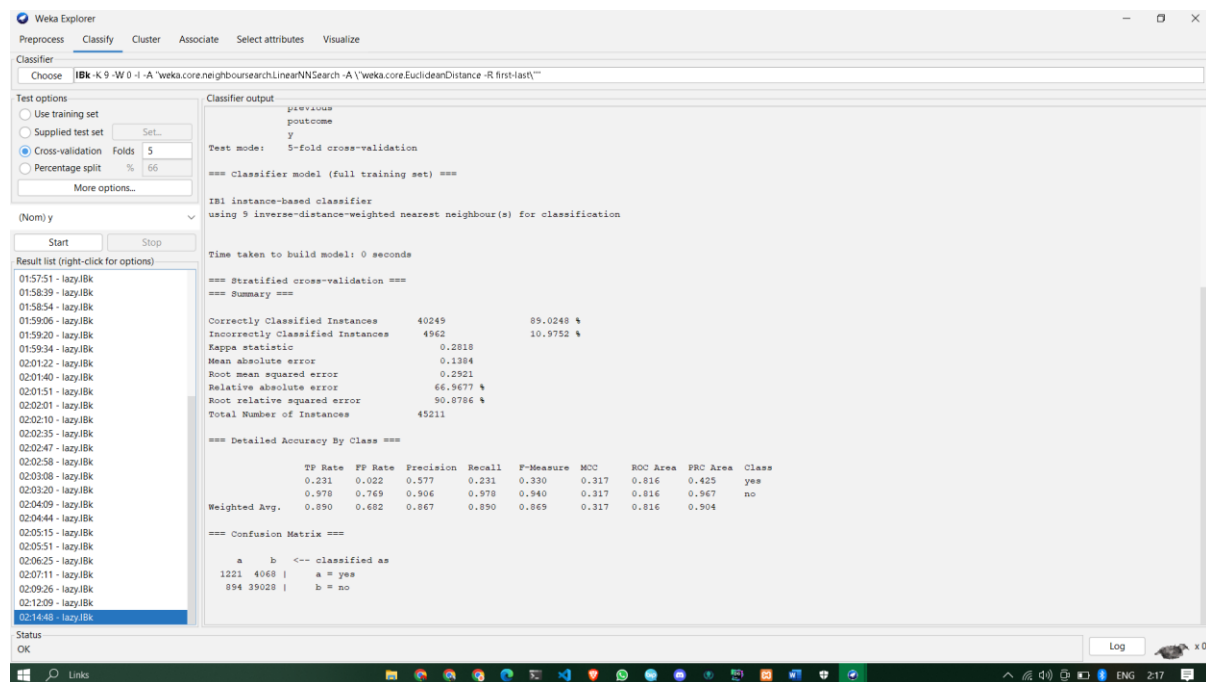 Weka Explorer
Preprocess Classify Cluster Associate Select attributes Visualize
Classifier
Choose IBk -K 9 -W 0 -I -A "weka.core.neighboursearch.LinearNNSearch -A \"weka.core.EuclideanDistance -R first-last\""
Test options
Use training set
Supplied test set Set...
Cross-validation Folds 5
Percentage split % 66
More options...
(Nom) y
Start Stop
Result list (right-click for options)
01:57:51 - lazy.IBk
01:58:39 - lazy.IBk
01:58:54 - lazy.IBk
01:59:06 - lazy.IBk
01:59:20 - lazy.IBk
01:59:34 - lazy.IBk
02:01:22 - lazy.IBk
02:01:40 - lazy.IBk
02:01:51 - lazy.IBk
02:02:01 - lazy.IBk
02:02:10 - lazy.IBk
02:02:35 - lazy.IBk
02:02:47 - lazy.IBk
02:02:58 - lazy.IBk
02:03:08 - lazy.IBk
02:03:20 - lazy.IBk
02:04:09 - lazy.IBk
02:04:44 - lazy.IBk
02:05:15 - lazy.IBk
02:05:51 - lazy.IBk
02:06:25 - lazy.IBk
02:07:11 - lazy.IBk
02:09:26 - lazy.IBk
02:12:09 - lazy.IBk
02:14:48 - lazy.IBk
Classifier output
previous
poutcome
y
Test mode: 5-fold cross-validation
=== Classifier model (full training set) ===
IB1 instance-based classifier
using 9 inverse-distance-weighted nearest neighbour(s) for classification
Time taken to build model: 0 seconds
=== Stratified cross-validation ===
=== Summary ===
Correctly Classified Instances 40249 89.0248 %
Incorrectly Classified Instances 4962 10.9752 %
Kappa statistic 0.2818
Mean absolute error 0.1384
Root mean squared error 0.2921
Relative absolute error 66.9677 %
Root relative squared error 90.8786 %
Total Number of Instances 45211
=== Detailed Accuracy By Class ===
TP Rate FP Rate Precision Recall F-Measure MCC ROC Area PRC Area Class
0.231 0.022 0.577 0.231 0.330 0.317 0.816 0.425 yes
0.978 0.769 0.906 0.978 0.940 0.317 0.816 0.967 no
Weighted Avg. 0.890 0.682 0.867 0.890 0.869 0.317 0.816 0.904
=== Confusion Matrix ===
a b <-- classified as
1221 4068 | a = yes
894 39028 | b = no
Status
OK
Log x 0
Links ENG 2:17